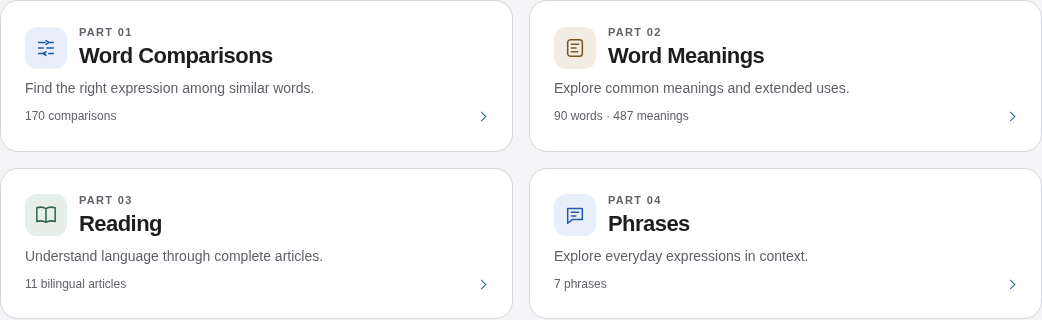 PART 01
Word Comparisons
Find the right expression among similar words.
170 comparisons
PART 02
Word Meanings
Explore common meanings and extended uses.
90 words · 487 meanings
PART 03
Reading
Understand language through complete articles.
11 bilingual articles
PART 04
Phrases
Explore everyday expressions in context.
7 phrases